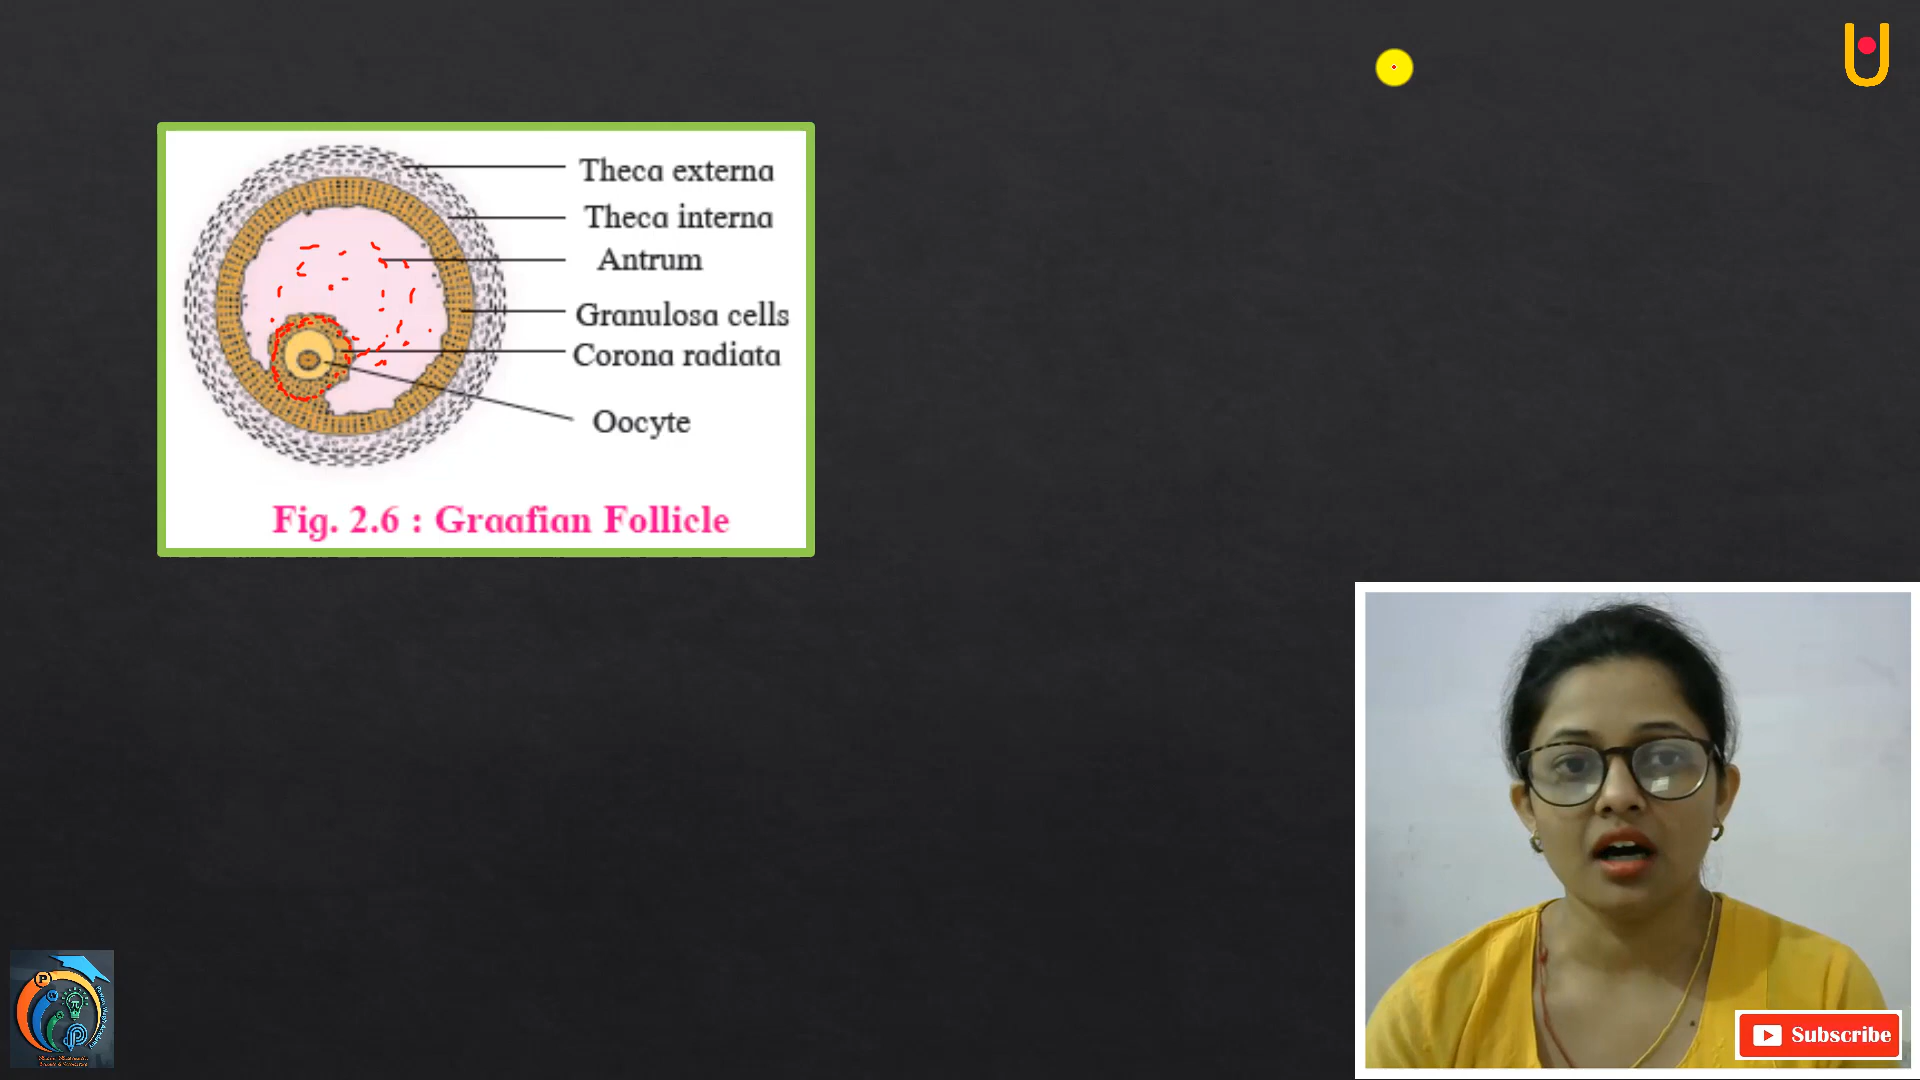 Theca externa
Theca interna
Antrum
Granulosa cells
Corona radiata
Oocyte
Fig. 2.6 : Graafian Follicle
Subscribe